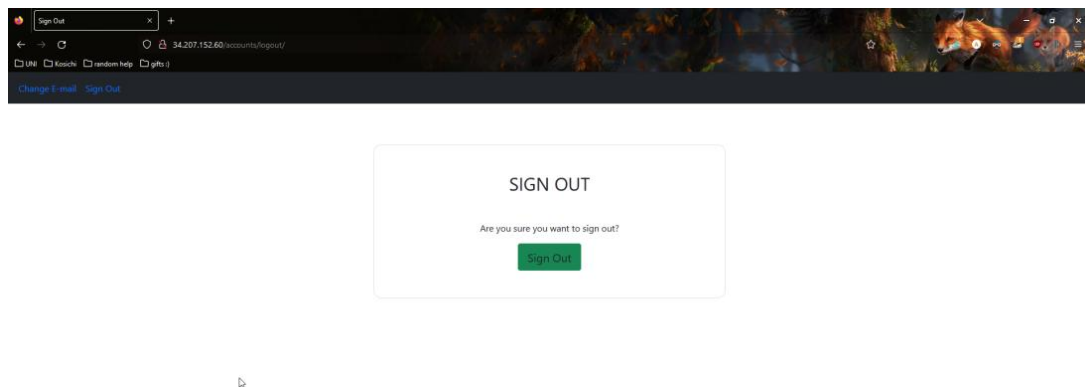 Sign Out
34.207.152.60/accounts/logout/
UNI Kosichi random help gifts :)
Change E-mail Sign Out
SIGN OUT
Are you sure you want to sign out?
Sign Out